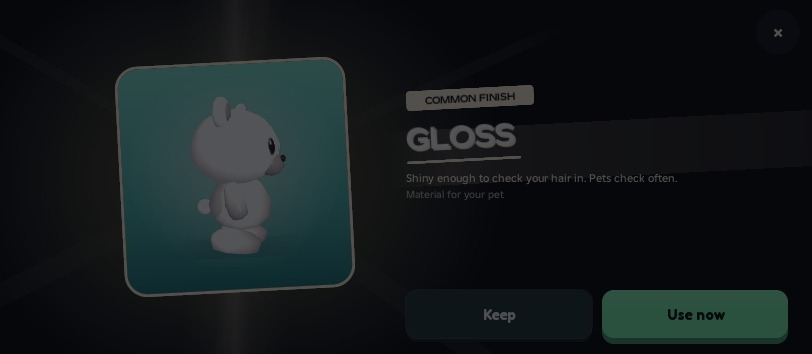 ×
COMMON FINISH
GLOSS
Shiny enough to check your hair in. Pets check often.
Material for your pet
Keep
Use now